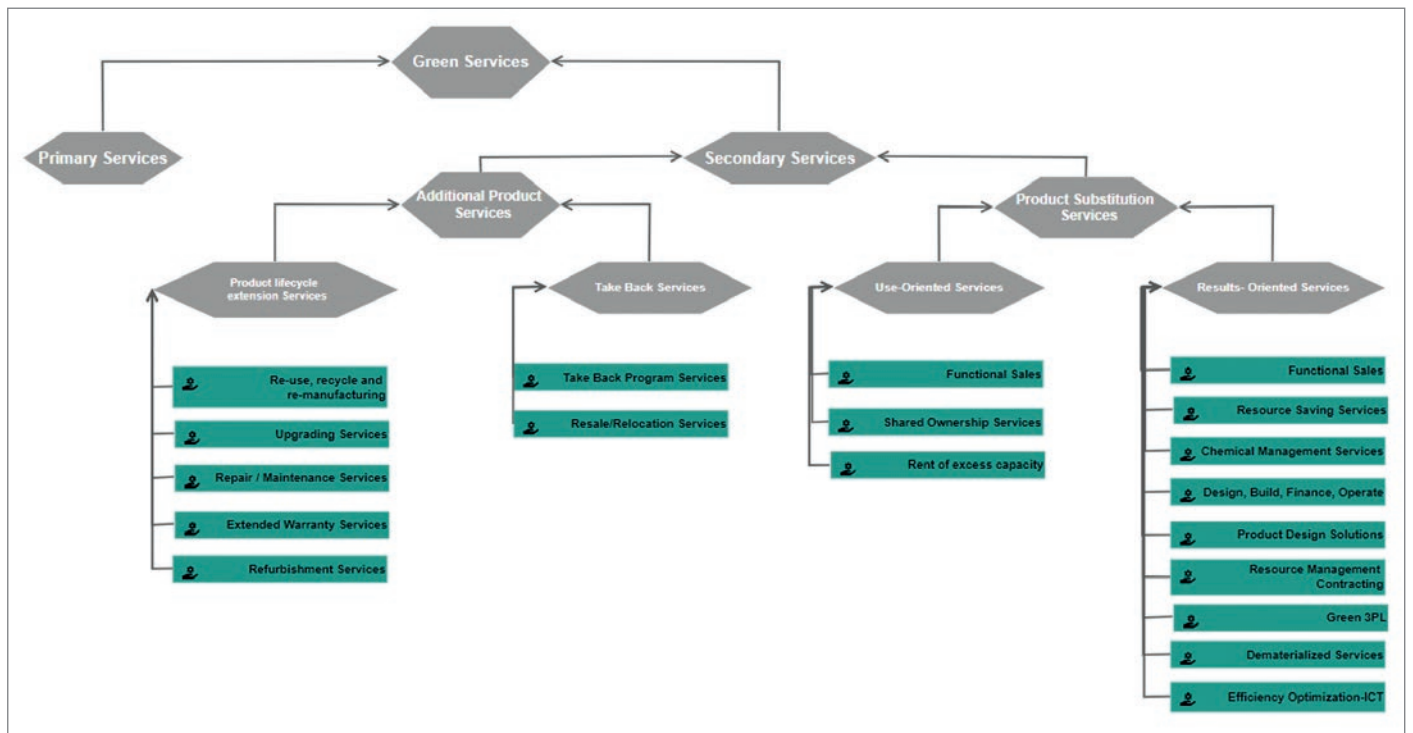 Green Services
Primary Services
Secondary Services
Additional Product
Services
Product Substitution
Services
Product lifecycle
extension Services
Take Back Services
Use-Oriented Services
Results- Oriented Services
Re-use, recycle and
re-manufacturing
Upgrading Services
Repair / Maintenance Services
Extended Warranty Services
Refurbishment Services
Take Back Program Services
Resale/Relocation Services
Functional Sales
Shared Ownership Services
Rent of excess capacity
Functional Sales
Resource Saving Services
Chemical Management Services
Design, Build, Finance, Operate
Product Design Solutions
Resource Management
Contracting
Green 3PL
Dematerialized Services
Efficiency Optimization-ICT